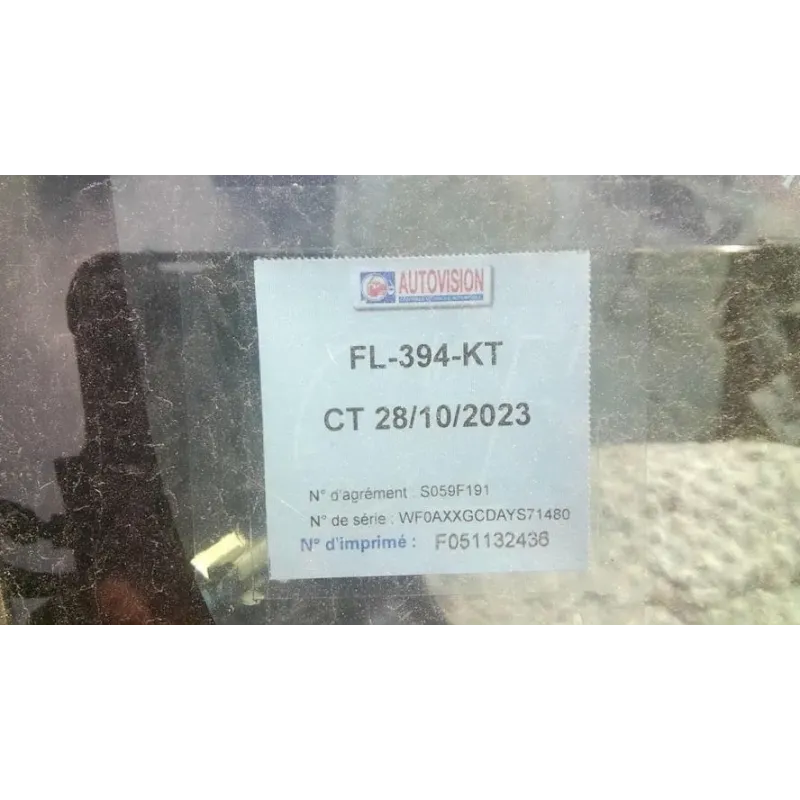 AUTOVISION
FL-394-KT
CT 28/10/2023
N° d'agrément : S059F191
N° de série : WF0AXXGCDAYS71480
N° d'imprimé : F051132436